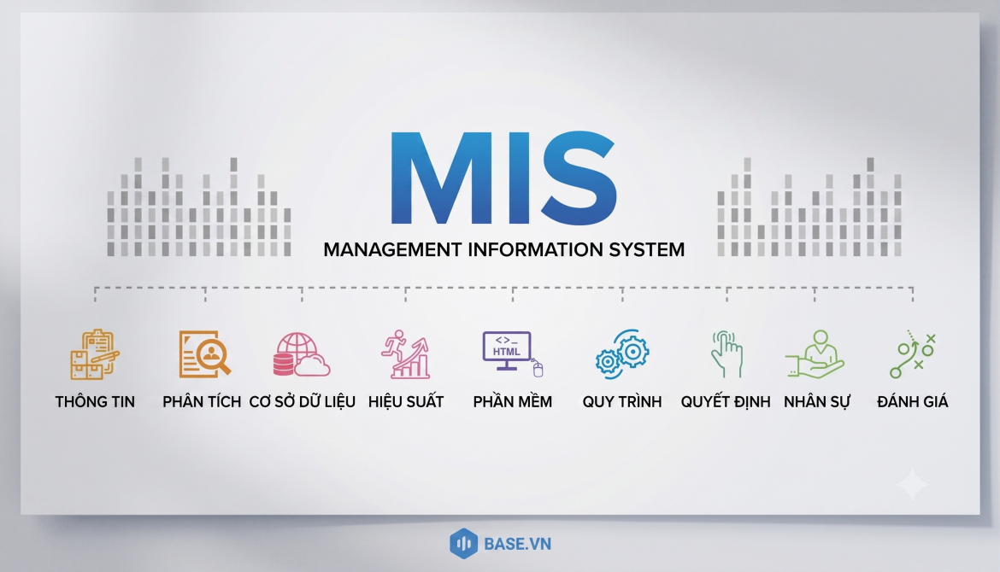 MIS
MANAGEMENT INFORMATION SYSTEM
<>_
HTML
THÔNG TIN
PHÂN TÍCH
CƠ SỞ DỮ LIỆU
HIỆU SUẤT
PHẦN MỀM
QUY TRÌNH
QUYẾT ĐỊNH
NHÂN SỰ
ĐÁNH GIÁ
BASE.VN